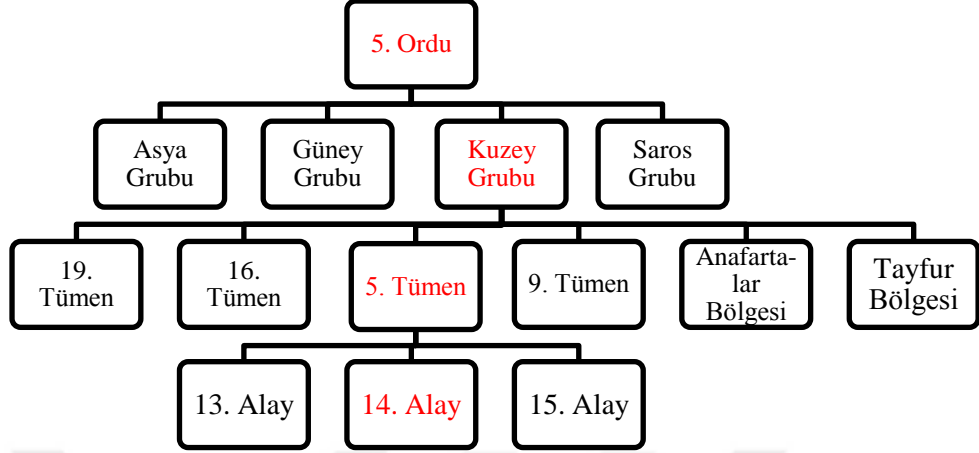 5. Ordu
Asya
Grubu
Güney
Grubu
Kuzey
Grubu
Saros
Grubu
19.
Tümen
16.
Tümen
5. Tümen
9. Tümen
Anafarta-
lar
Bölgesi
Tayfur
Bölgesi
13. Alay
14. Alay
15. Alay